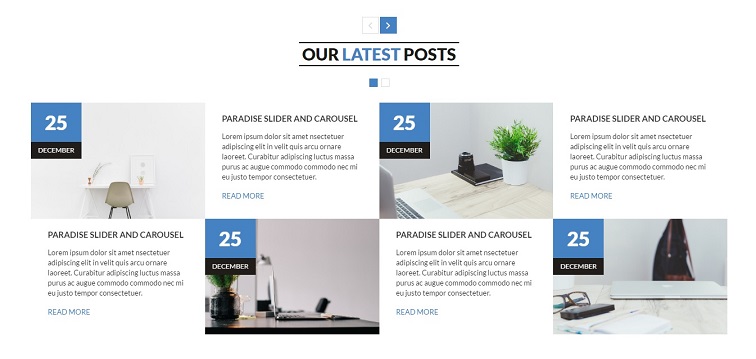 OUR LATEST POSTS
25
DECEMBER
PARADISE SLIDER AND CAROUSEL
Lorem ipsum dolor sit amet nsectetuer
adipiscing elit in velit quis arcu ornare
laoreet. Curabitur adipiscing luctus massa
purus ac augue commodo commodo nec mi
eu justo tempor consectetuer.
READ MORE
25
DECEMBER
PARADISE SLIDER AND CAROUSEL
Lorem ipsum dolor sit amet nsectetuer
adipiscing elit in velit quis arcu ornare
laoreet. Curabitur adipiscing luctus massa
purus ac augue commodo commodo nec mi
eu justo tempor consectetuer.
READ MORE
PARADISE SLIDER AND CAROUSEL
Lorem ipsum dolor sit amet nsectetuer
adipiscing elit in velit quis arcu ornare
laoreet. Curabitur adipiscing luctus massa
purus ac augue commodo commodo nec mi
eu justo tempor consectetuer.
READ MORE
25
DECEMBER
PARADISE SLIDER AND CAROUSEL
Lorem ipsum dolor sit amet nsectetuer
adipiscing elit in velit quis arcu ornare
laoreet. Curabitur adipiscing luctus massa
purus ac augue commodo commodo nec mi
eu justo tempor consectetuer.
READ MORE
25
DECEMBER